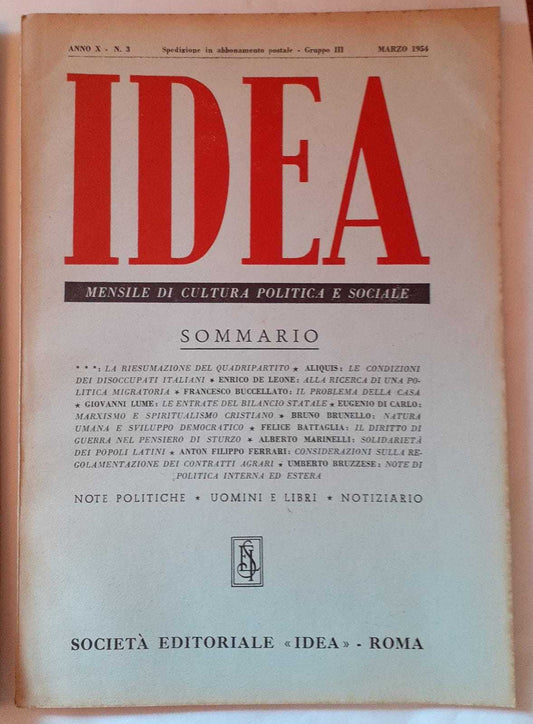 ANNO X - N. 3 Spedizione in abbonamento postale - Gruppo III MARZO 1954
IDEA
MENSILE DI CULTURA POLITICA E SOCIALE
SOMMARIO
* * *: LA RIESUMAZIONE DEL QUADRIPARTITO ★ ALIQUIS: LE CONDIZIONI
DEI DISOCCUPATI ITALIANI ★ ENRICO DE LEONE: ALLA RICERCA DI UNA PO-
LITICA MIGRATORIA ★ FRANCESCO BUCCELLATO: IL PROBLEMA DELLA CASA
★ GIOVANNI LUME: LE ENTRATE DEL BILANCIO STATALE ★ EUGENIO DI CARLO:
MARXISMO E SPIRITUALISMO CRISTIANO ★ BRUNO BRUNELLO: NATURA
UMANA E SVILUPPO DEMOCRATICO ★ FELICE BATTAGLIA: IL DIRITTO DI
GUERRA NEL PENSIERO DI STURZO ★ ALBERTO MARINELLI: SOLIDARIETÀ
DEI POPOLI LATINI ★ ANTON FILIPPO FERRARI: CONSIDERAZIONI SULLA RE-
GOLAMENTAZIONE DEI CONTRATTI AGRARI ★ UMBERTO BRUZZESE: NOTE DI
POLITICA INTERNA ED ESTERA
NOTE POLITICHE ★ UOMINI E LIBRI ★ NOTIZIARIO
SOCIETÀ EDITORIALE «IDEA» - ROMA